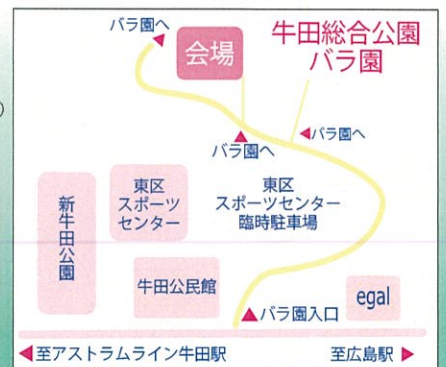 バラ園へ
会場
牛田総合公園
バラ園
バラ園へ
バラ園へ
東区
スポーツ
センター
東区
スポーツセンター
臨時駐車場
新牛田公園
牛田公民館
egal
バラ園入口
至アストラムライン牛田駅
至広島駅
)